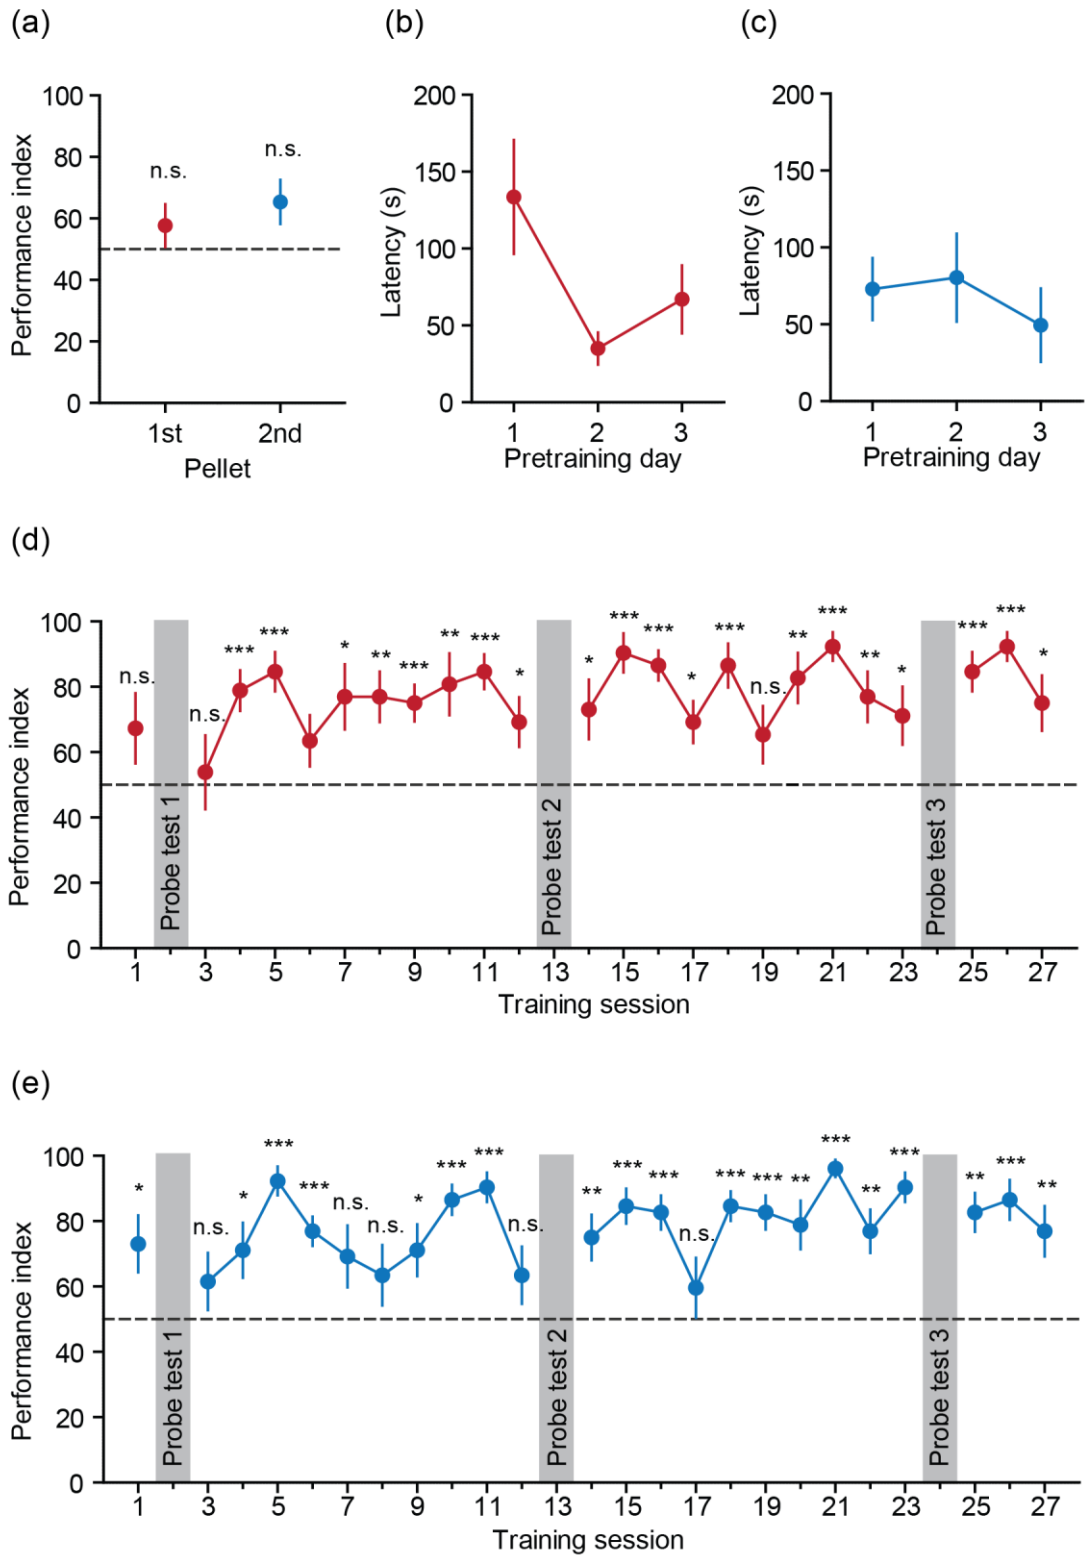 (a)
(b)
(c)
100
80
60
40
20
0
Performance index
n.s.
n.s.
1st
2nd
Pellet
200
150
100
50
0
Latency (s)
1
2
3
Pretraining day
200
150
100
50
0
Latency (s)
1
2
3
Pretraining day
(d)
100
80
60
40
20
0
Performance index
n.s.
Probe test 1
n.s.
***
***
*
**
***
**
***
*
Probe test 2
*
***
***
*
***
n.s.
**
***
**
*
Probe test 3
***
***
*
1 3 5 7 9 11 13 15 17 19 21 23 25 27
Training session
(e)
100
80
60
40
20
0
Performance index
*
Probe test 1
n.s.
*
***
***
n.s.
n.s.
*
***
***
n.s.
Probe test 2
**
***
***
n.s.
***
***
**
***
**
***
Probe test 3
**
***
**
1 3 5 7 9 11 13 15 17 19 21 23 25 27
Training session